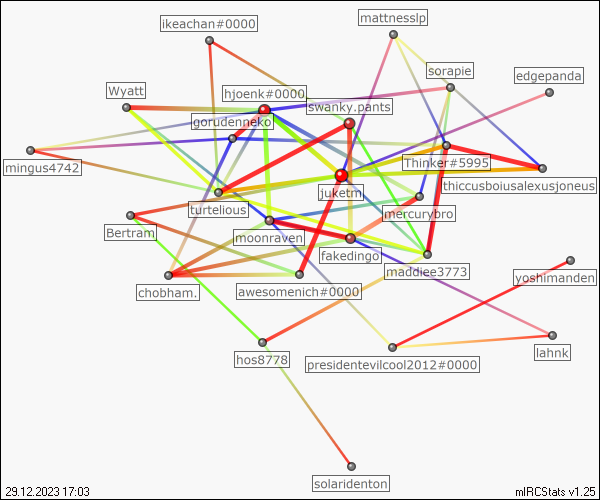 mattnesslp
ikeachan#0000
sorapie
edgepanda
Wyatt
hjoenk#0000
swanky.pants
gorudenneko
mingus4742
Thinker#5995
thiccusboiusalexusjoneus
juketm
turtelious
mercurybro
Bertram
moonraven
fakedingo
maddiee3773
yoshimanden
chobham.
awesomenich#0000
lahnk
hos8778
presidentevilcool2012#0000
solaridenton
29.12.2023 17:03
mIRCStats v1.25